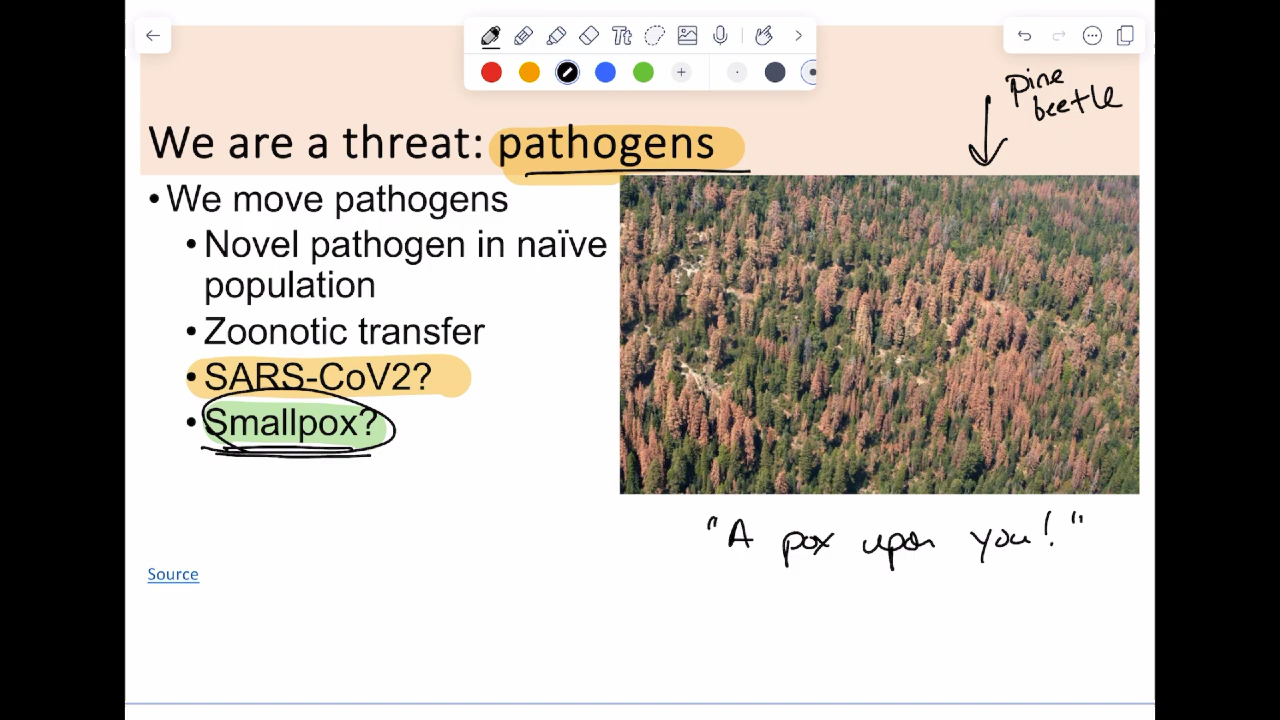 Tt
pine
beetle
We are a threat: pathogens
• We move pathogens
• Novel pathogen in naïve
population
• Zoonotic transfer
• SARS-CoV2?
• Smallpox?
"A pox upon you!"
Source